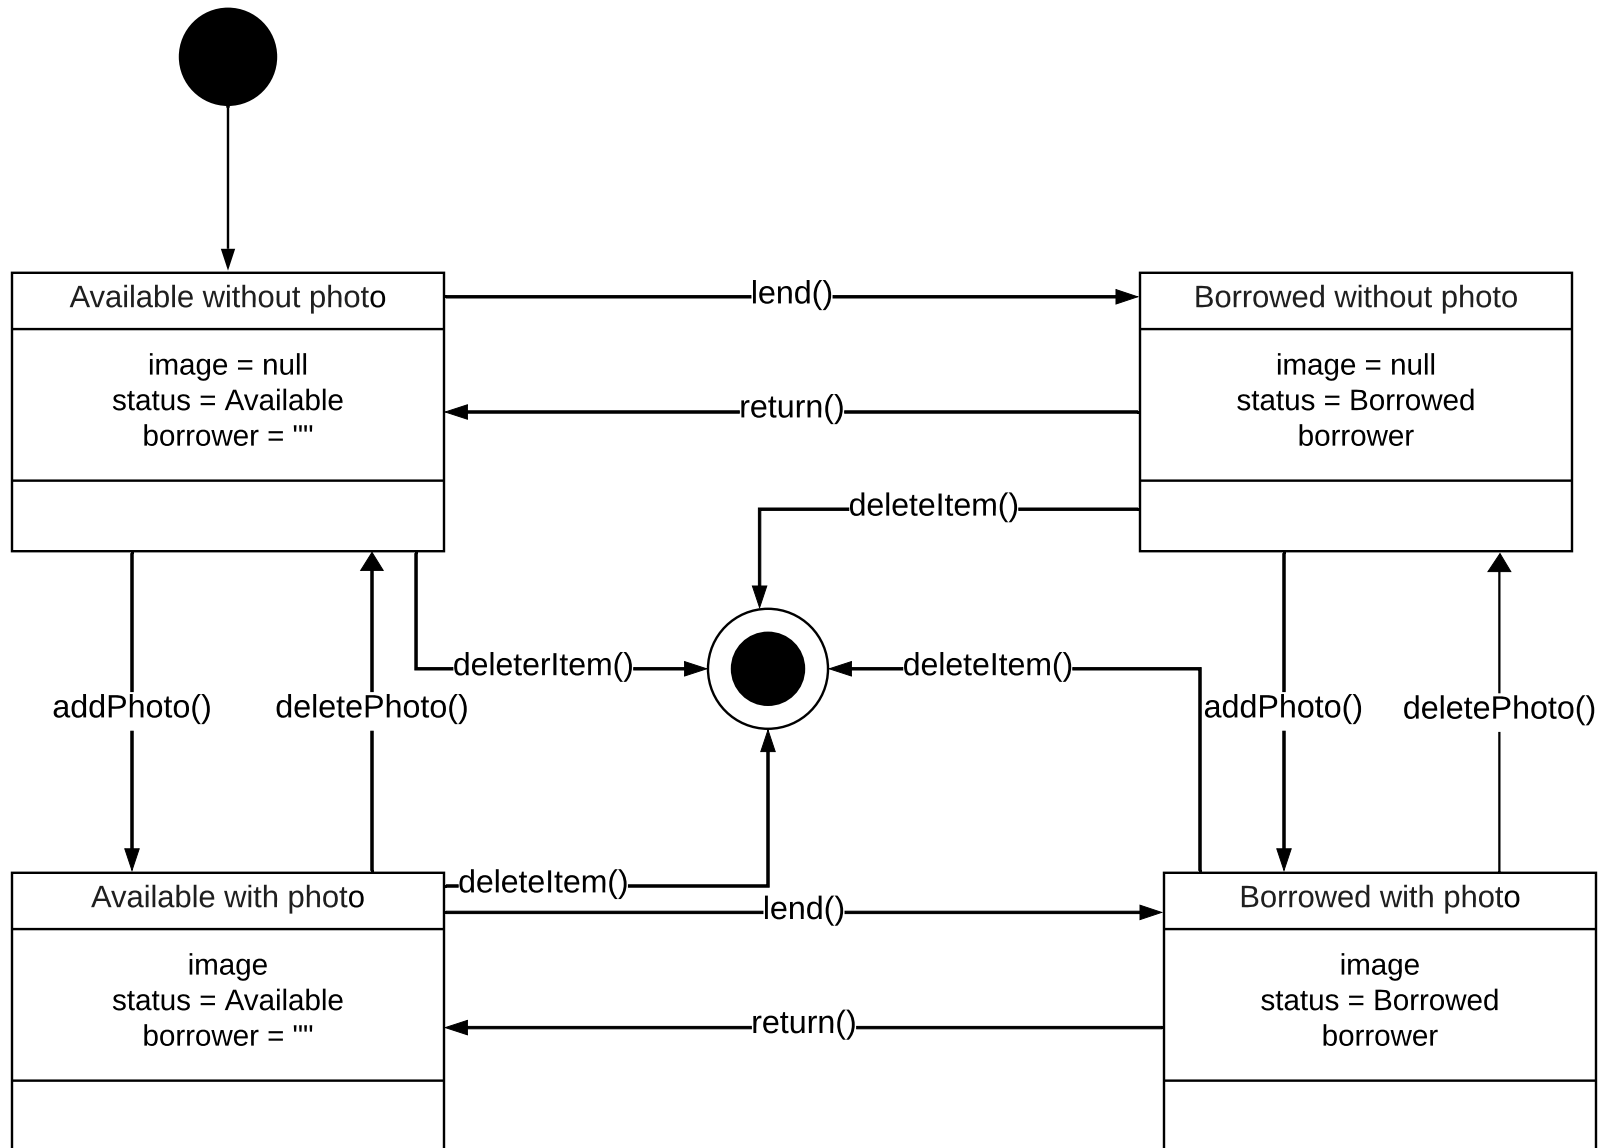 Available without photo
image = null
status = Available
borrower = ""
lend()
return()
Borrowed without photo
image = null
status = Borrowed
borrower
deleteItem()
deleterItem()
deleteItem()
addPhoto()
deletePhoto()
addPhoto()
deletePhoto()
Available with photo
image
status = Available
borrower = ""
deleteItem()
lend()
return()
Borrowed with photo
image
status = Borrowed
borrower